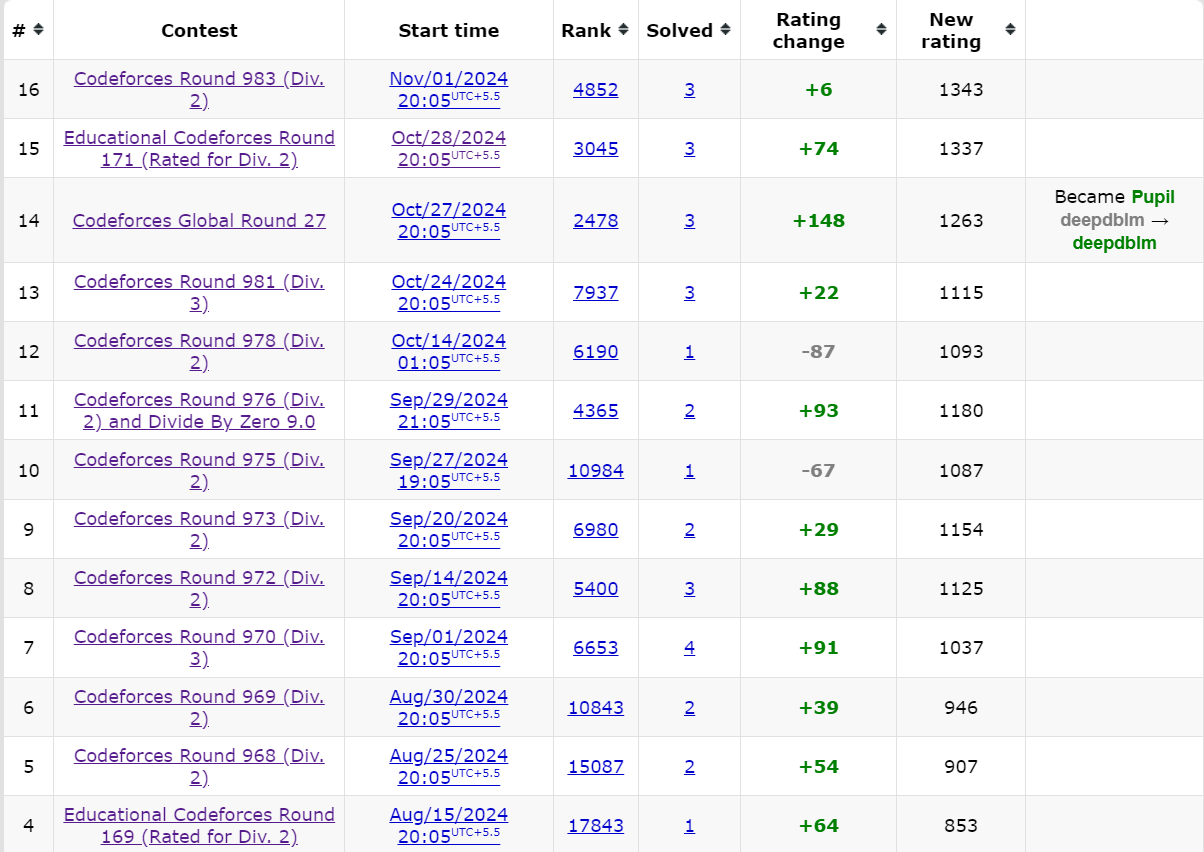 # Contest Start time Rank Solved Rating change New rating
16 Codeforces Round 983 (Div. 2) Nov/01/2024 20:05 UTC+5.5 4852 3 +6 1343
15 Educational Codeforces Round 171 (Rated for Div. 2) Oct/28/2024 20:05 UTC+5.5 3045 3 +74 1337
14 Codeforces Global Round 27 Oct/27/2024 20:05 UTC+5.5 2478 3 +148 1263 Became Pupil deepdblm → deepdblm
13 Codeforces Round 981 (Div. 3) Oct/24/2024 20:05 UTC+5.5 7937 3 +22 1115
12 Codeforces Round 978 (Div. 2) Oct/14/2024 01:05 UTC+5.5 6190 1 -87 1093
11 Codeforces Round 976 (Div. 2) and Divide By Zero 9.0 Sep/29/2024 21:05 UTC+5.5 4365 2 +93 1180
10 Codeforces Round 975 (Div. 2) Sep/27/2024 19:05 UTC+5.5 10984 1 -67 1087
9 Codeforces Round 973 (Div. 2) Sep/20/2024 20:05 UTC+5.5 6980 2 +29 1154
8 Codeforces Round 972 (Div. 2) Sep/14/2024 20:05 UTC+5.5 5400 3 +88 1125
7 Codeforces Round 970 (Div. 3) Sep/01/2024 20:05 UTC+5.5 6653 4 +91 1037
6 Codeforces Round 969 (Div. 2) Aug/30/2024 20:05 UTC+5.5 10843 2 +39 946
5 Codeforces Round 968 (Div. 2) Aug/25/2024 20:05 UTC+5.5 15087 2 +54 907
4 Educational Codeforces Round 169 (Rated for Div. 2) Aug/15/2024 20:05 UTC+5.5 17843 1 +64 853